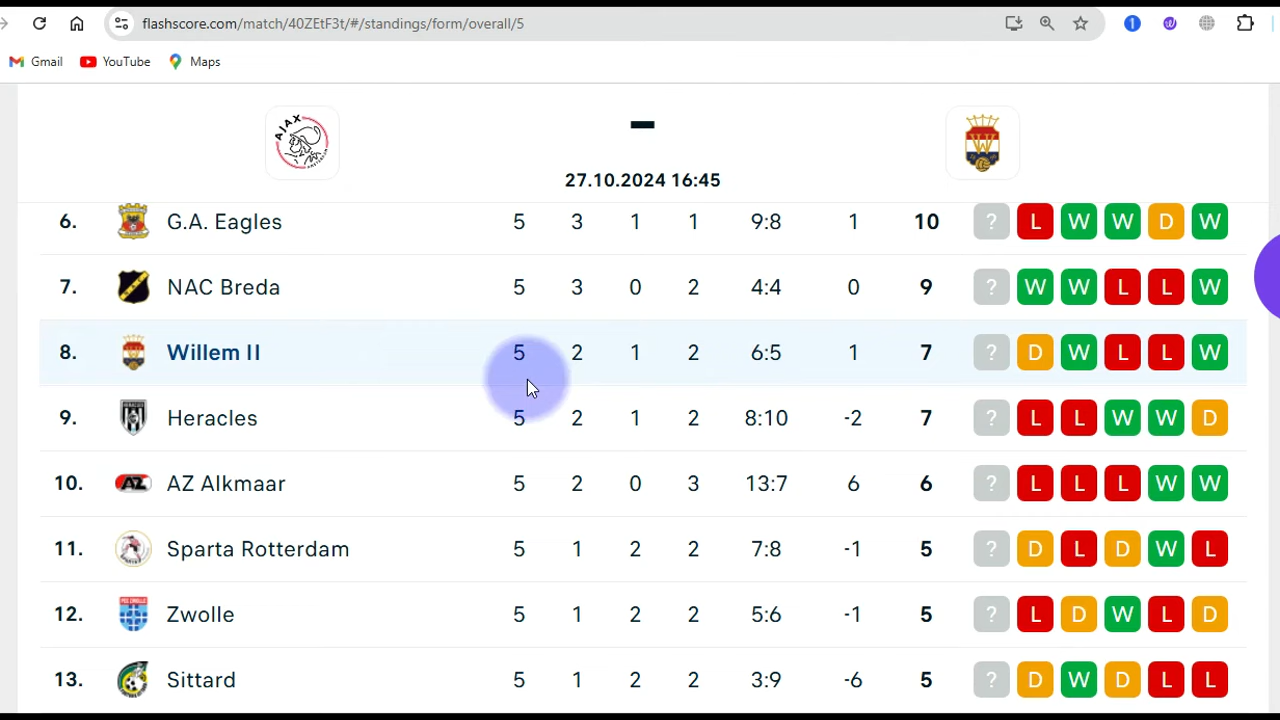 flashscore.com/match/40ZEtF3t/#/standings/form/overall/5
Gmail YouTube Maps
AJAX
27.10.2024 16:45
6. G.A. Eagles 5 3 1 1 9:8 1 10 ? L W W D W
7. NAC Breda 5 3 0 2 4:4 0 9 ? W W L L W
8. Willem II 5 2 1 2 6:5 1 7 ? D W L L W
9. Heracles 5 2 1 2 8:10 -2 7 ? L L W W D
10. AZ Alkmaar 5 2 0 3 13:7 6 6 ? L L L W W
11. Sparta Rotterdam 5 1 2 2 7:8 -1 5 ? D L D W L
12. Zwolle 5 1 2 2 5:6 -1 5 ? L D W L D
13. Sittard 5 1 2 2 3:9 -6 5 ? D W D L L